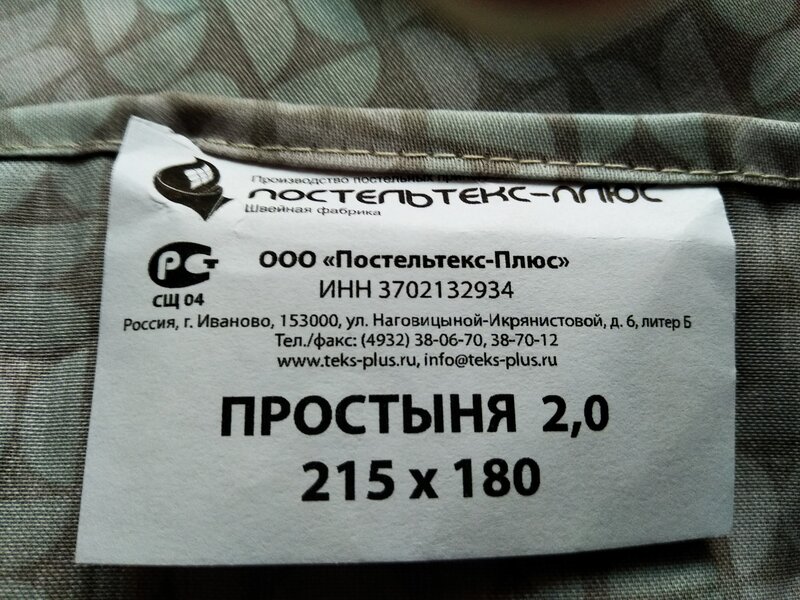 Производство постельных
ПОСТЕЛЬТЕКС-ПЛЮС
Швейная фабрика
РСТ
СЩ 04
ООО «Постельтекс-Плюс»
ИНН 3702132934
Россия, г. Иваново, 153000, ул. Наговицыной-Икрянистовой, д. 6, литер Б
Тел./факс: (4932) 38-06-70, 38-70-12
www.teks-plus.ru, info@teks-plus.ru
ПРОСТЫНЯ 2,0
215 х 180